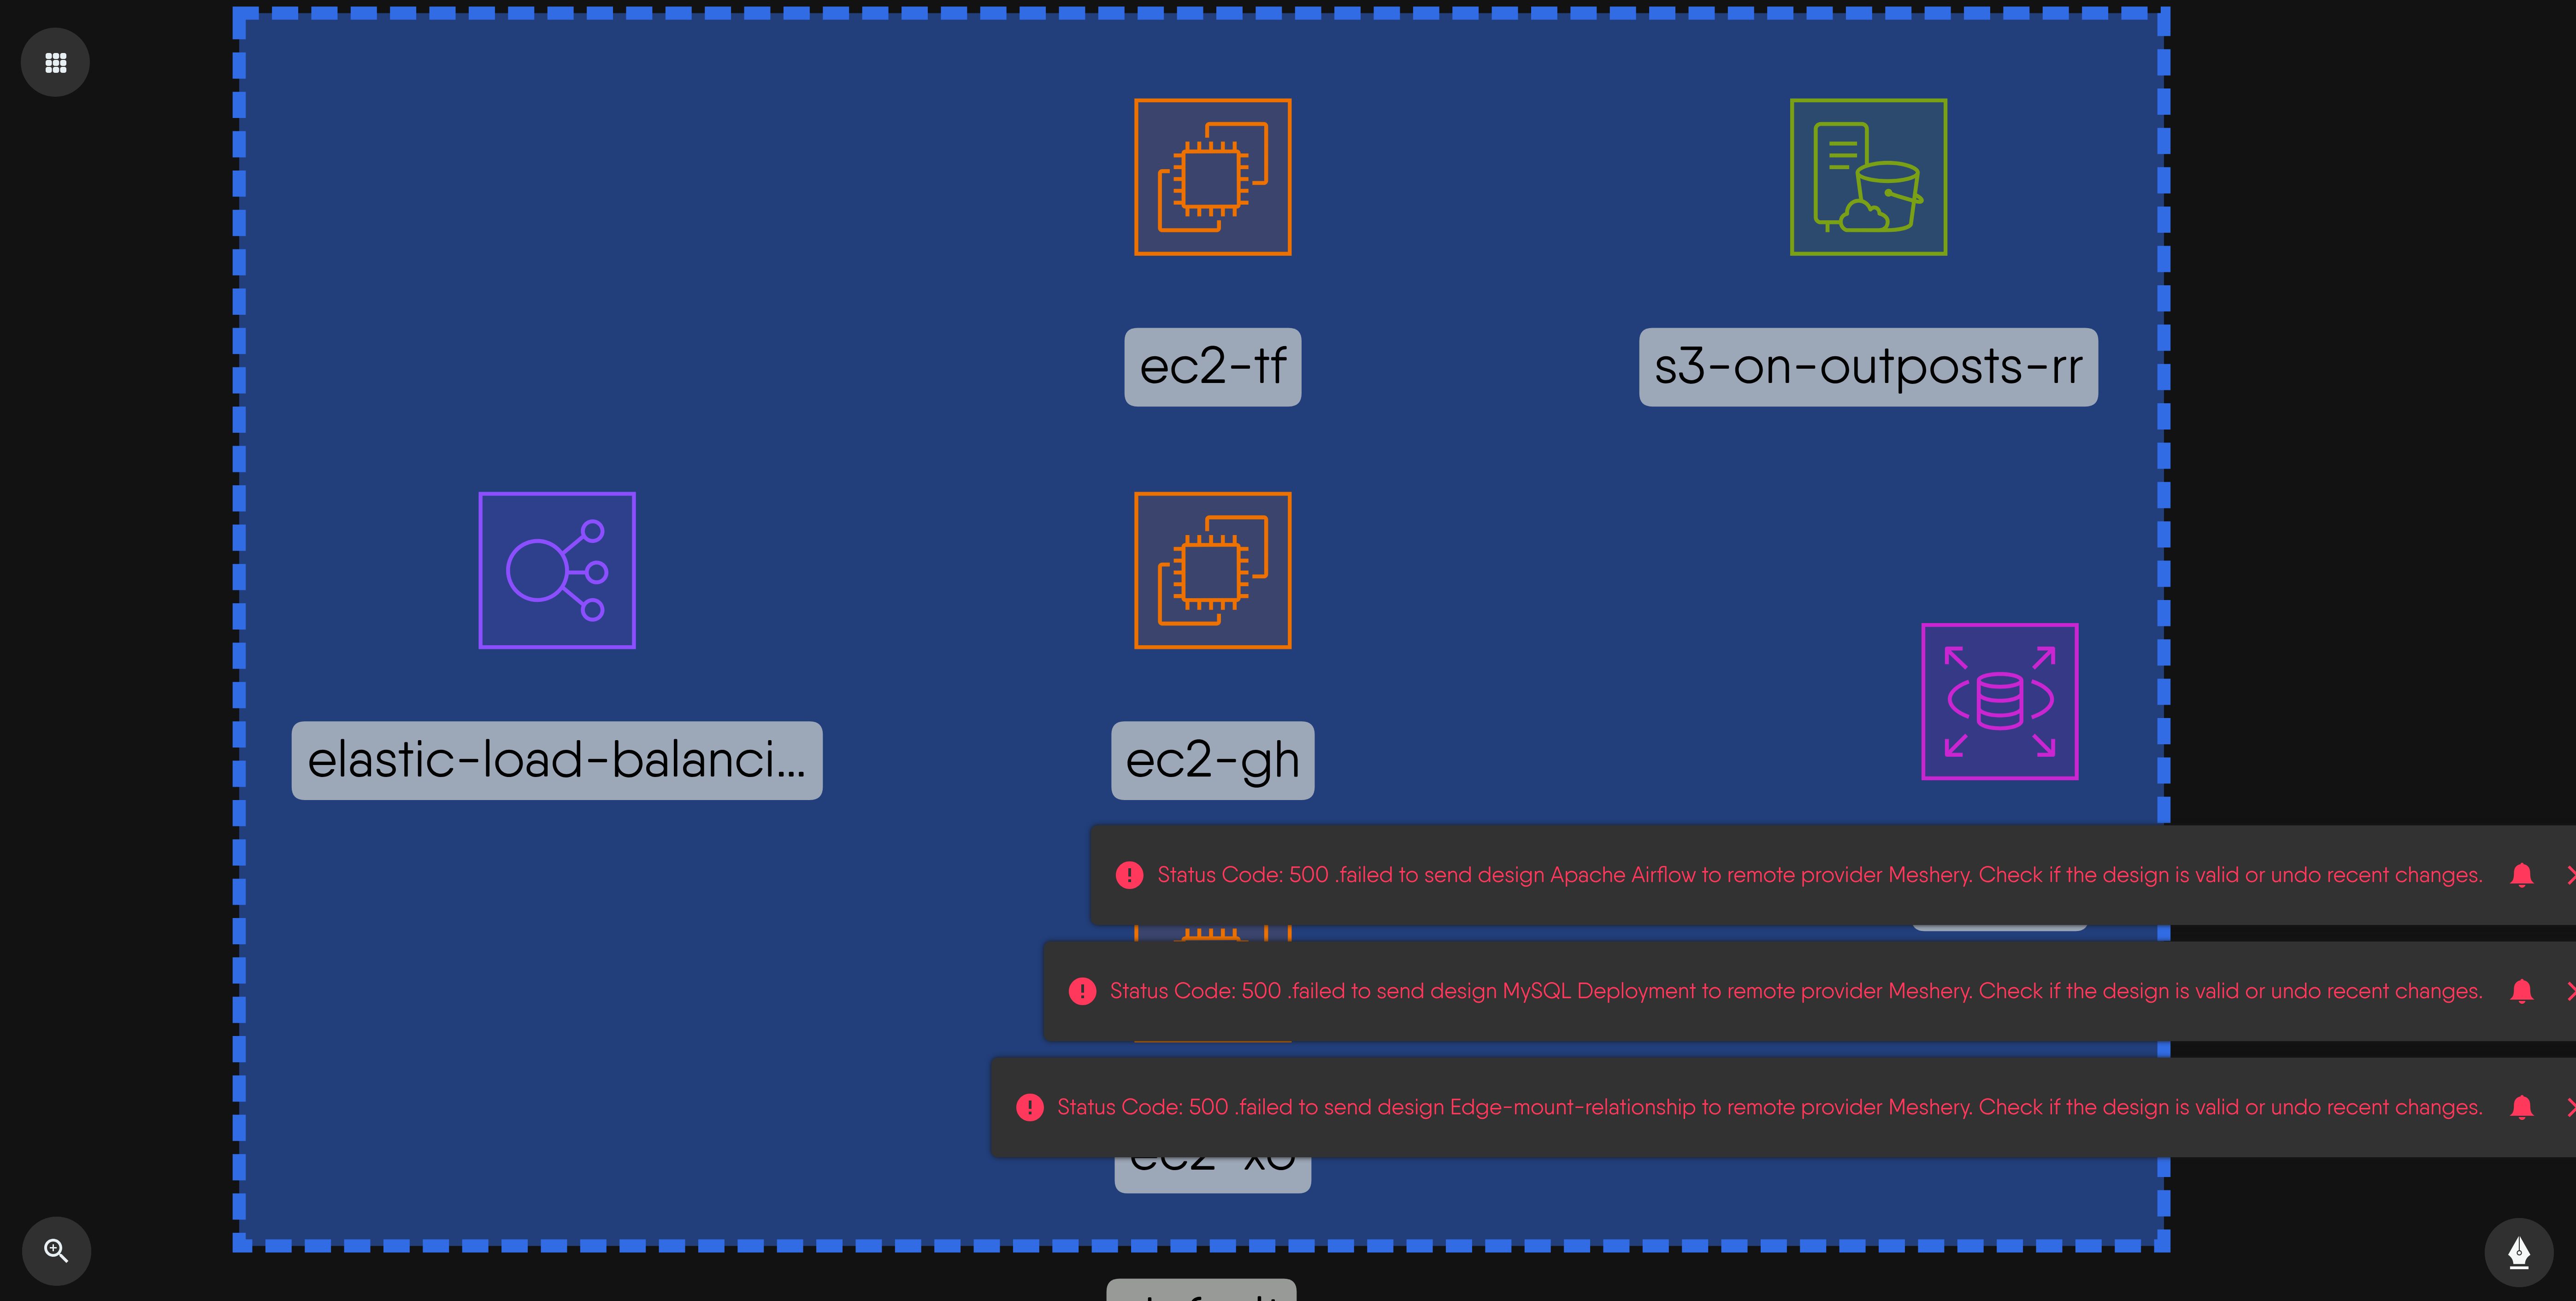 ec2-tf
s3-on-outposts-rr
elastic-load-balanci...
ec2-gh
Status Code: 500 .failed to send design Apache Airflow to remote provider Meshery. Check if the design is valid or undo recent changes.
Status Code: 500 .failed to send design MySQL Deployment to remote provider Meshery. Check if the design is valid or undo recent changes.
Status Code: 500 .failed to send design Edge-mount-relationship to remote provider Meshery. Check if the design is valid or undo recent changes.